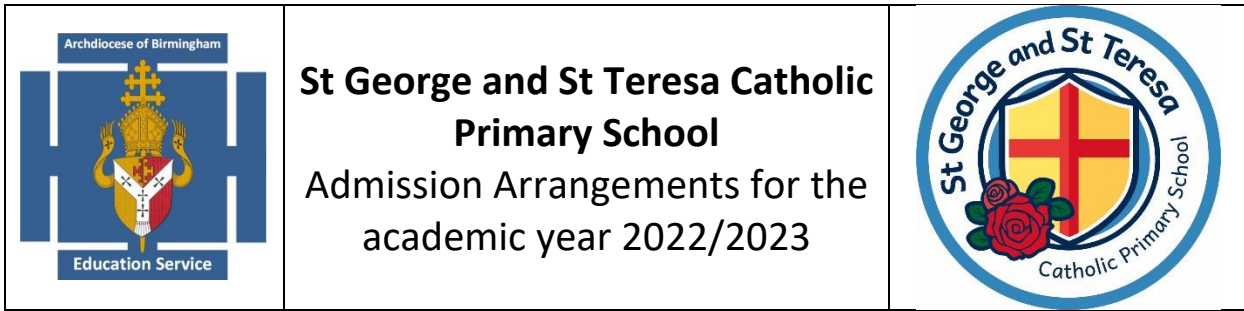 Archdiocese of Birmingham
Education Service
St George and St Teresa Catholic
Primary School
Admission Arrangements for the
academic year 2022/2023
St George and St Teresa
Catholic Primary School